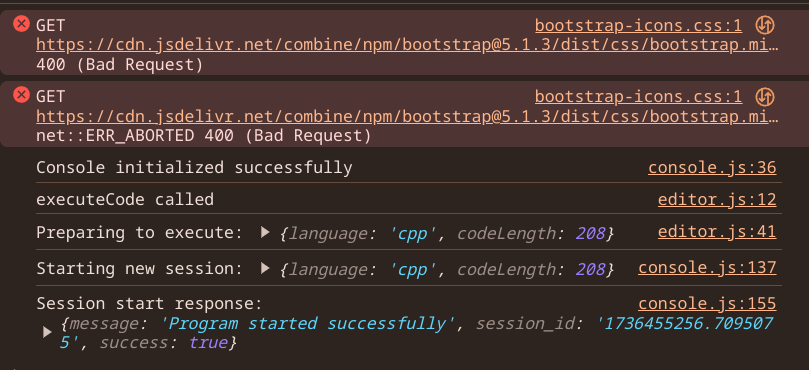 GET bootstrap-icons.css:1
https://cdn.jsdelivr.net/combine/npm/bootstrap@5.1.3/dist/css/bootstrap.mi…
400 (Bad Request)
GET bootstrap-icons.css:1
https://cdn.jsdelivr.net/combine/npm/bootstrap@5.1.3/dist/css/bootstrap.mi…
net::ERR_ABORTED 400 (Bad Request)
Console initialized successfully console.js:36
executeCode called editor.js:12
Preparing to execute: {language: 'cpp', codeLength: 208} editor.js:41
Starting new session: {language: 'cpp', codeLength: 208} console.js:137
Session start response: console.js:155
{message: 'Program started successfully', session_id: '1736455256.709507
5', success: true}